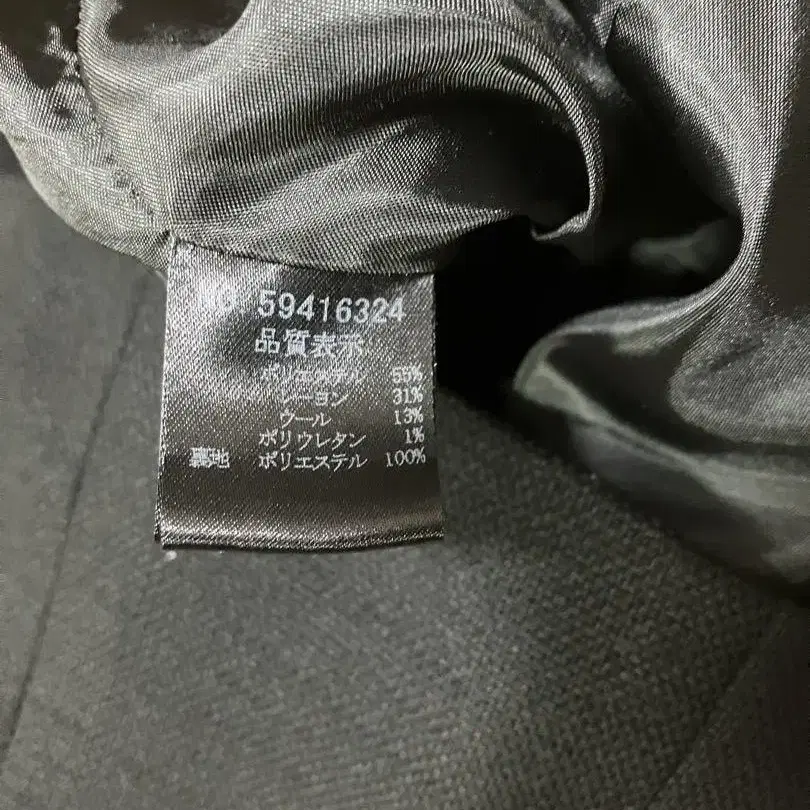 NO 59416324
品質表示
ポリエステル 55%
レーヨン 31%
ウール 13%
ポリウレタン 1%
裏地 ポリエステル 100%